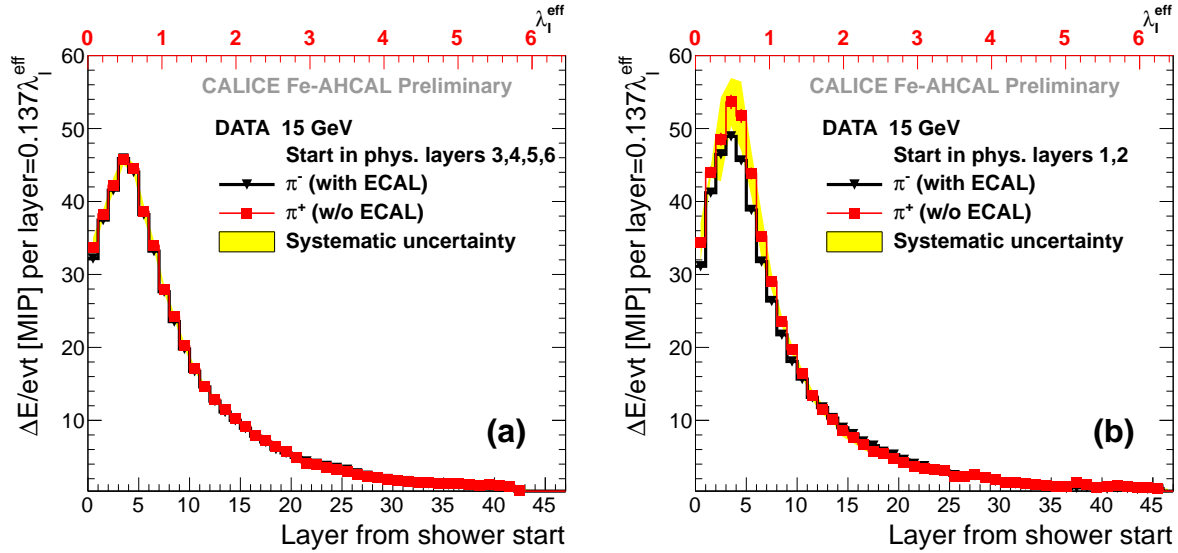 λ_I^eff
0 1 2 3 4 5 6
60
50
40
30
20
10
ΔE/evt [MIP] per layer=0.137λ_I^eff
CALICE Fe-AHCAL Preliminary
DATA 15 GeV
Start in phys. layers 3,4,5,6
π⁻ (with ECAL)
π⁺ (w/o ECAL)
Systematic uncertainty
(a)
0 5 10 15 20 25 30 35 40 45
Layer from shower start
λ_I^eff
0 1 2 3 4 5 6
60
50
40
30
20
10
ΔE/evt [MIP] per layer=0.137λ_I^eff
CALICE Fe-AHCAL Preliminary
DATA 15 GeV
Start in phys. layers 1,2
π⁻ (with ECAL)
π⁺ (w/o ECAL)
Systematic uncertainty
(b)
0 5 10 15 20 25 30 35 40 45
Layer from shower start